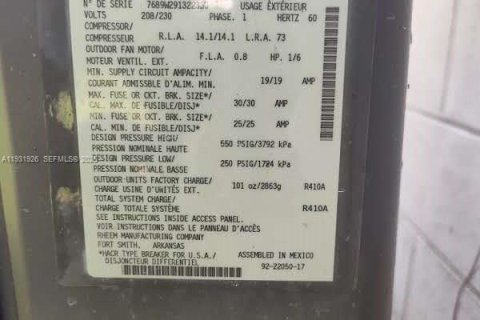 NO. DE SÉRIE 7689W291322330 USAGE EXTÉRIEUR
VOLTS 208/230 PHASE. 1 HERTZ 60
COMPRESSOR/
COMPRESSEUR R.L.A. 14.1/14.1 L.R.A. 73
OUTDOOR FAN MOTOR/
MOTEUR VENTIL. EXT. F.L.A. 0.8 HP. 1/6
MIN. SUPPLY CIRCUIT AMPACITY/
COURANT ADMISSBLE D'ALIM. MIN. 19/19 AMP
MAX. FUSE OR CKT. BRK. SIZE*/
CAL. MAX. DE FUSIBLE/DISJ* 30/30 AMP
MIN. FUSE OR CKT. BRK. SIZE*/
CAL. MIN. DE FUSIBLE/DISJ* 25/25 AMP
DESIGN PRESSURE HIGH/
PRESSION NOMINALE HAUTE 550 PSIG/3792 kPa
DESIGN PRESSURE LOW/
PRESSION NOMINALE BASSE 250 PSIG/1724 kPa
OUTDOOR UNITS FACTORY CHARGE/
CHARGE USINE D'UNITÉS EXT. 101 oz/2863g R410A
TOTAL SYSTEM CHARGE/
CHARGE TOTALE SYSTÈME R410A
SEE INSTRUCTIONS INSIDE ACCESS PANEL.
VOIR INSTRUCTIONS DANS LE PANNEAU D'ACCÈS
RHEEM MANUFACTURING COMPANY
FORT SMITH, ARKANSAS
*HACR TYPE BREAKER FOR U.S./ ASSEMBLED IN MEXICO
DISJONCTEUR DIFFERENTIEL 92-22050-17
A11931926 SEFMLS